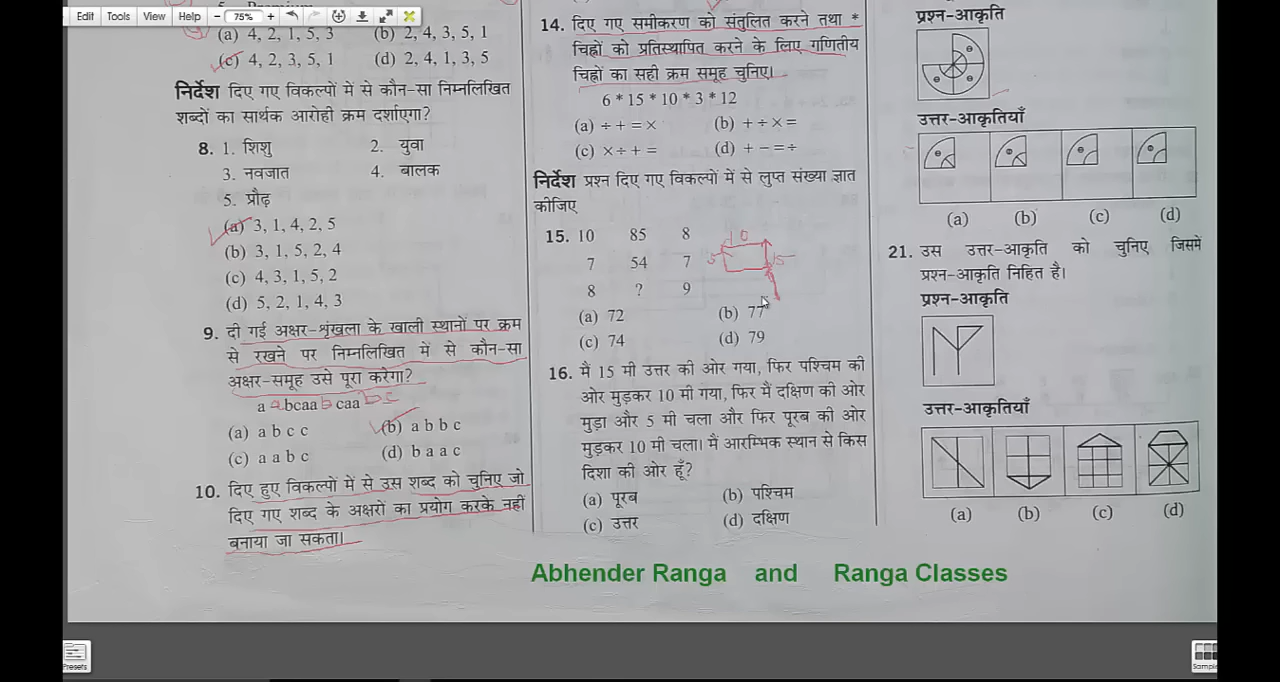 Edit Tools View Help - 75% +
5. Premium
(a) 4, 2, 1, 5, 3 (b) 2, 4, 3, 5, 1
(c) 4, 2, 3, 5, 1 (d) 2, 4, 1, 3, 5
निर्देश दिए गए विकल्पों में से कौन-सा निम्नलिखित
शब्दों का सार्थक आरोही क्रम दर्शाएगा?
8. 1. शिशु 2. युवा
3. नवजात 4. बालक
5. प्रौढ़
(a) 3, 1, 4, 2, 5
(b) 3, 1, 5, 2, 4
(c) 4, 3, 1, 5, 2
(d) 5, 2, 1, 4, 3
9. दी गई अक्षर-श्रृंखला के खाली स्थानों पर क्रम
से रखने पर निम्नलिखित में से कौन-सा
अक्षर-समूह उसे पूरा करेगा?
a a bcaa b caa b c
(a) a b c c (b) a b b c
(c) a a b c (d) b a a c
10. दिए हुए विकल्पों में से उस शब्द को चुनिए जो
दिए गए शब्द के अक्षरों का प्रयोग करके नहीं
बनाया जा सकता।
14. दिए गए समीकरण को संतुलित करने तथा *
चिह्नों को प्रतिस्थापित करने के लिए गणितीय
चिह्नों का सही क्रम समूह चुनिए।
6 * 15 * 10 * 3 * 12
(a) ÷ + = × (b) + ÷ × =
(c) × ÷ + = (d) + − = ÷
निर्देश प्रश्न दिए गए विकल्पों में से लुप्त संख्या ज्ञात
कीजिए
15. 10 85 8
7 54 7
8 ? 9
10
5 15
(a) 72 (b) 77
(c) 74 (d) 79
16. मैं 15 मी उत्तर की ओर गया, फिर पश्चिम की
ओर मुड़कर 10 मी गया, फिर मैं दक्षिण की ओर
मुड़ा और 5 मी चला और फिर पूरब की ओर
मुड़कर 10 मी चला। मैं आरम्भिक स्थान से किस
दिशा की ओर हूँ?
(a) पूरब (b) पश्चिम
(c) उत्तर (d) दक्षिण
प्रश्न-आकृति
उत्तर-आकृतियाँ
(a) (b) (c) (d)
21. उस उत्तर-आकृति को चुनिए जिसमें
प्रश्न-आकृति निहित है।
प्रश्न-आकृति
उत्तर-आकृतियाँ
(a) (b) (c) (d)
Abhender Ranga and Ranga Classes
Presets
Sampl